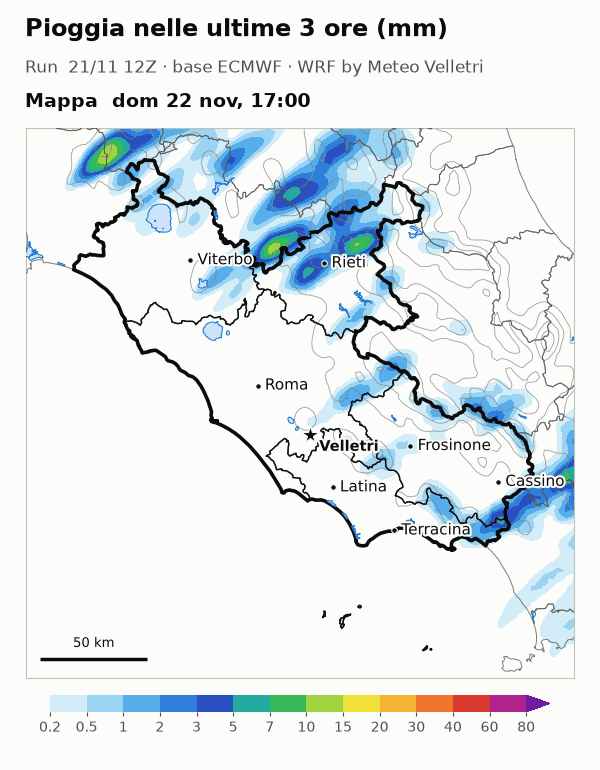 Pioggia nelle ultime 3 ore (mm)
Run  21/11 12Z · base ECMWF · WRF by Meteo Velletri
Mappa  dom 22 nov, 17:00
Viterbo
Rieti
Roma
Velletri
Frosinone
Cassino
Latina
Terracina
50 km
0.2 0.5 1 2 3 5 7 10 15 20 30 40 60 80